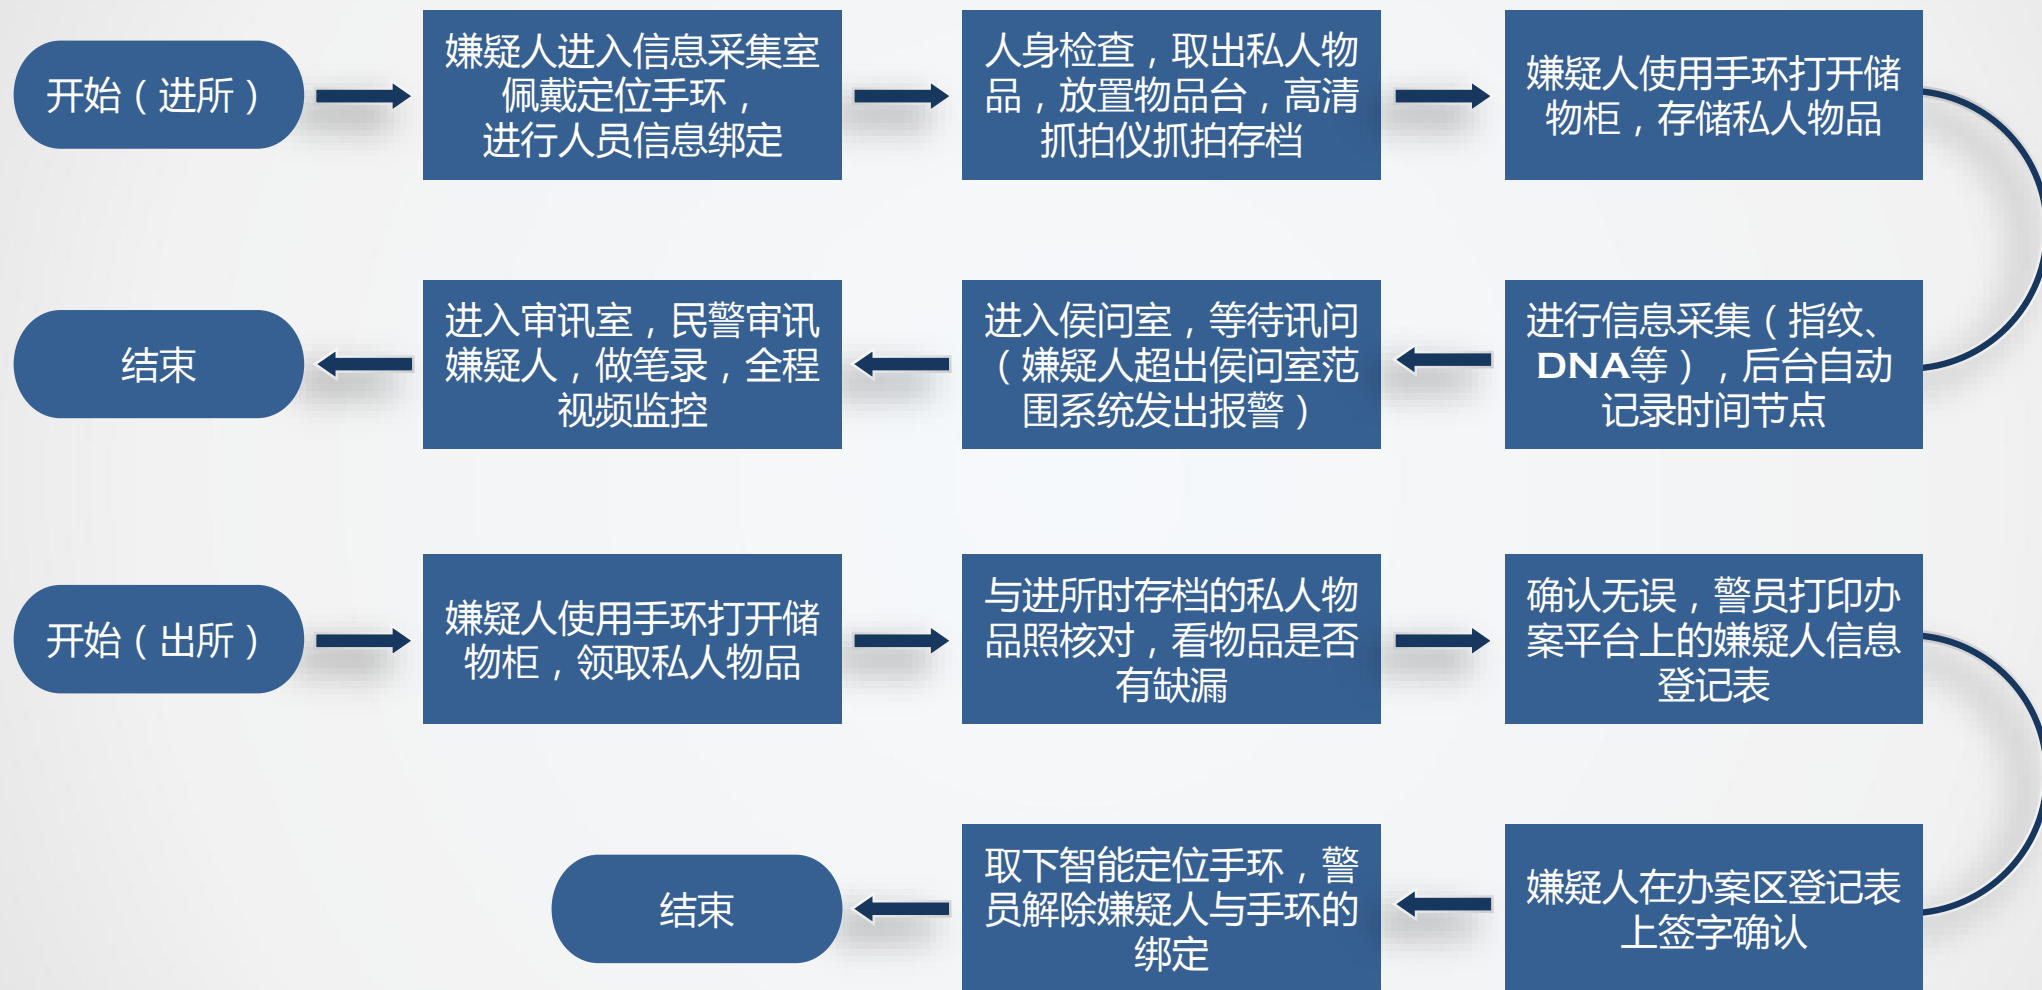 开始（进所）
嫌疑人进入信息采集室
佩戴定位手环，
进行人员信息绑定
人身检查，取出私人物
品，放置物品台，高清
抓拍仪抓拍存档
嫌疑人使用手环打开储
物柜，存储私人物品
进行信息采集（指纹、
DNA等），后台自动
记录时间节点
进入侯问室，等待讯问
（嫌疑人超出侯问室范
围系统发出报警）
进入审讯室，民警审讯
嫌疑人，做笔录，全程
视频监控
结束
开始（出所）
嫌疑人使用手环打开储
物柜，领取私人物品
与进所时存档的私人物
品照核对，看物品是否
有缺漏
确认无误，警员打印办
案平台上的嫌疑人信息
登记表
嫌疑人在办案区登记表
上签字确认
取下智能定位手环，警
员解除嫌疑人与手环的
绑定
结束